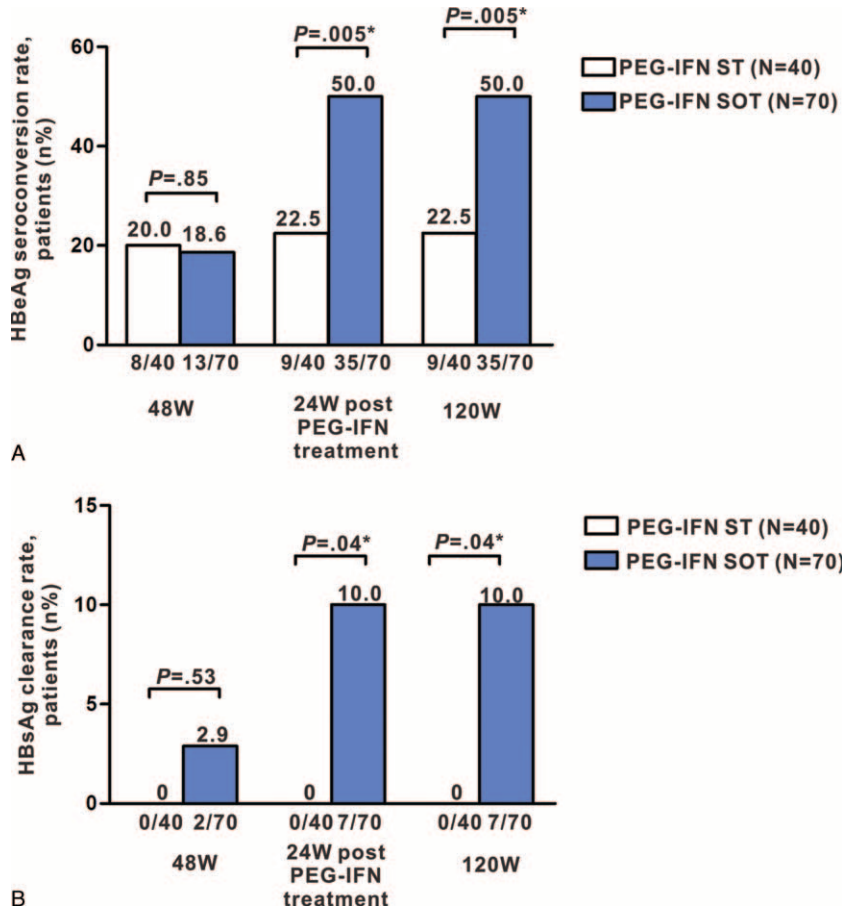 HBeAg seroconversion rate,
patients (n%)
60
40
20
0
P=.85
20.0 18.6
P=.005*
22.5
50.0
P=.005*
22.5
50.0
PEG-IFN ST (N=40)
PEG-IFN SOT (N=70)
8/40 13/70
9/40 35/70
9/40 35/70
48W
24W post
PEG-IFN
treatment
120W
A
HBsAg clearance rate,
patients (n%)
15
10
5
0
P=.53
0
2.9
P=.04*
0
10.0
P=.04*
0
10.0
PEG-IFN ST (N=40)
PEG-IFN SOT (N=70)
0/40 2/70
0/40 7/70
0/40 7/70
48W
24W post
PEG-IFN
treatment
120W
B